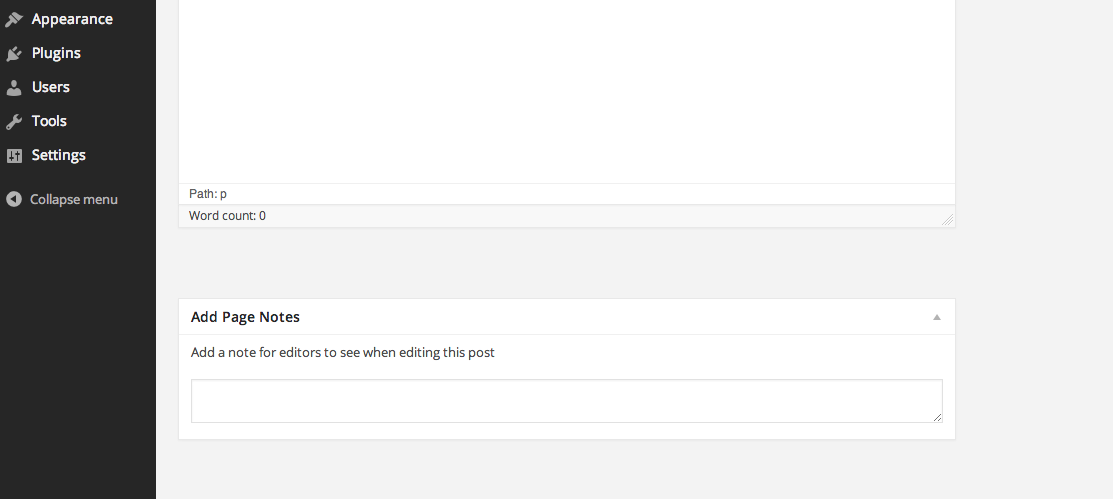 Appearance
Plugins
Users
Tools
Settings
Collapse menu
Path: p
Word count: 0
Add Page Notes
Add a note for editors to see when editing this post